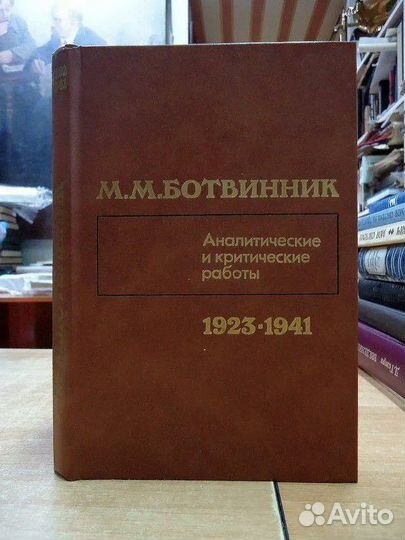 М.М.БОТВИННИК
Аналитические
и критические
работы
1923·1941
Avito